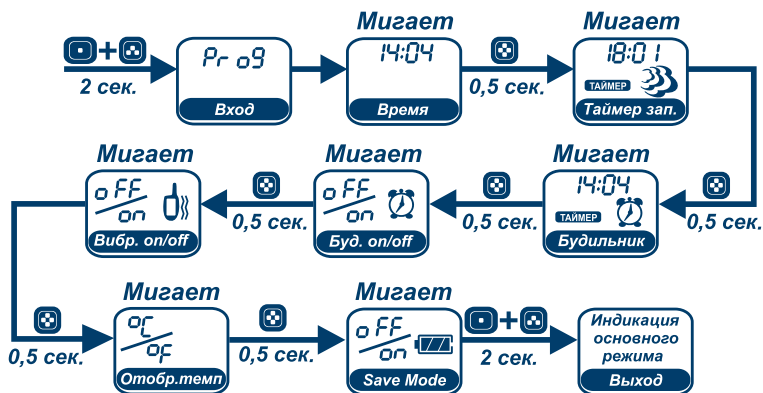 Мигает
Мигает
2 сек.
Pr og
Вход
14:04
Время
0,5 сек.
18:01
ТАЙМЕР
Таймер зап.
Мигает
Мигает
Мигает
oFF
on
Вибр. on/off
0,5 сек.
oFF
on
Буд. on/off
0,5 сек.
14:04
ТАЙМЕР
Будильник
0,5 сек.
Мигает
Мигает
0,5 сек.
°C
°F
Отобр.темп
0,5 сек.
oFF
on
Save Mode
2 сек.
Индикация
основного
режима
Выход